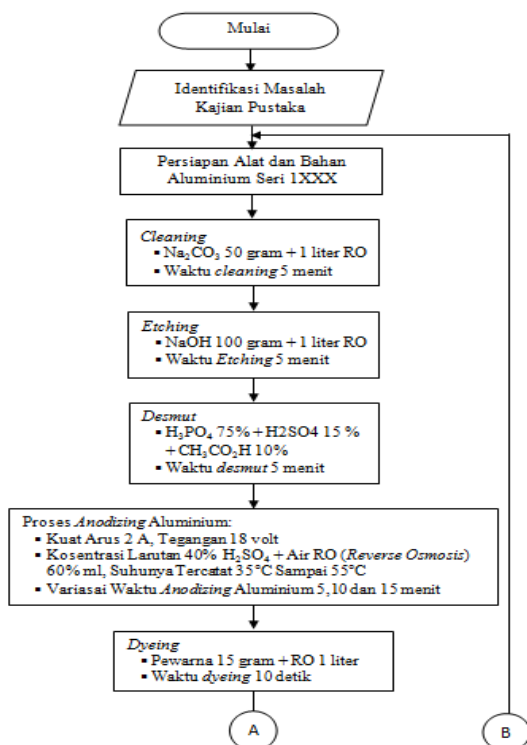 Mulai
Identifikasi Masalah
Kajian Pustaka
Persiapan Alat dan Bahan
Aluminium Seri 1XXX
Cleaning
▪ Na₂CO₃ 50 gram + 1 liter RO
▪ Waktu cleaning 5 menit
Etching
▪ NaOH 100 gram + 1 liter RO
▪ Waktu Etching 5 menit
Desmut
▪ H₃PO₄ 75% + H2SO4 15 %
+ CH₃CO₂H 10%
▪ Waktu desmut 5 menit
Proses Anodizing Aluminium:
▪ Kuat Arus 2 A, Tegangan 18 volt
▪ Kosentrasi Larutan 40% H₂SO₄ + Air RO (Reverse Osmosis)
60% ml, Suhunya Tercatat 35°C Sampai 55°C
▪ Variasai Waktu Anodizing Aluminium 5,10 dan 15 menit
Dyeing
▪ Pewarna 15 gram + RO 1 liter
▪ Waktu dyeing 10 detik
A
B